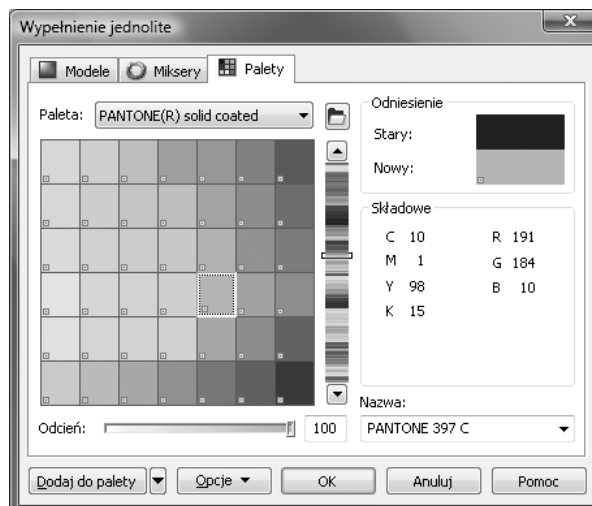 Wypełnienie jednolite
Modele Miksery Palety
Paleta: PANTONE(R) solid coated
Odniesienie
Stary:
Nowy:
Składowe
C 10 R 191
M 1 G 184
Y 98 B 10
K 15
Nazwa:
Odcień: 100 PANTONE 397 C
Dodaj do palety Opcje OK Anuluj Pomoc